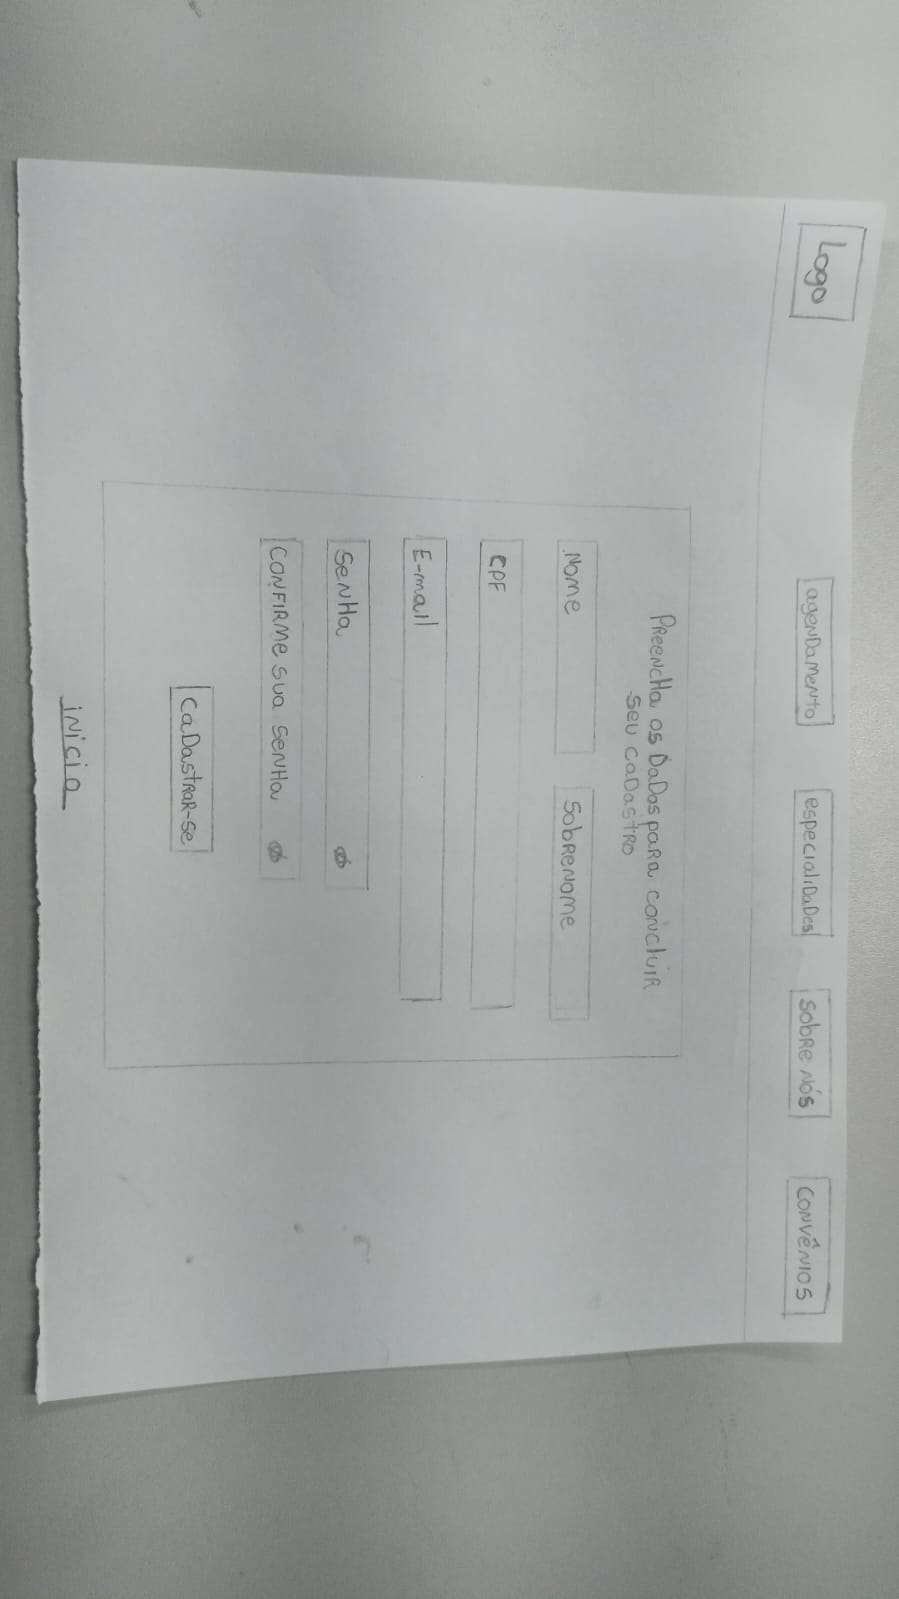 Logo
agenDamento
especialiDaDes
SobRe Nós
CONVÊNIOS
PReencHa os DaDos paRa concluiR
seu caDastRO
Nome
SobReNome
CPF
E-mail
SeNHa
CONFIRME sua seNHa
CaDastRaR-se
iNicio